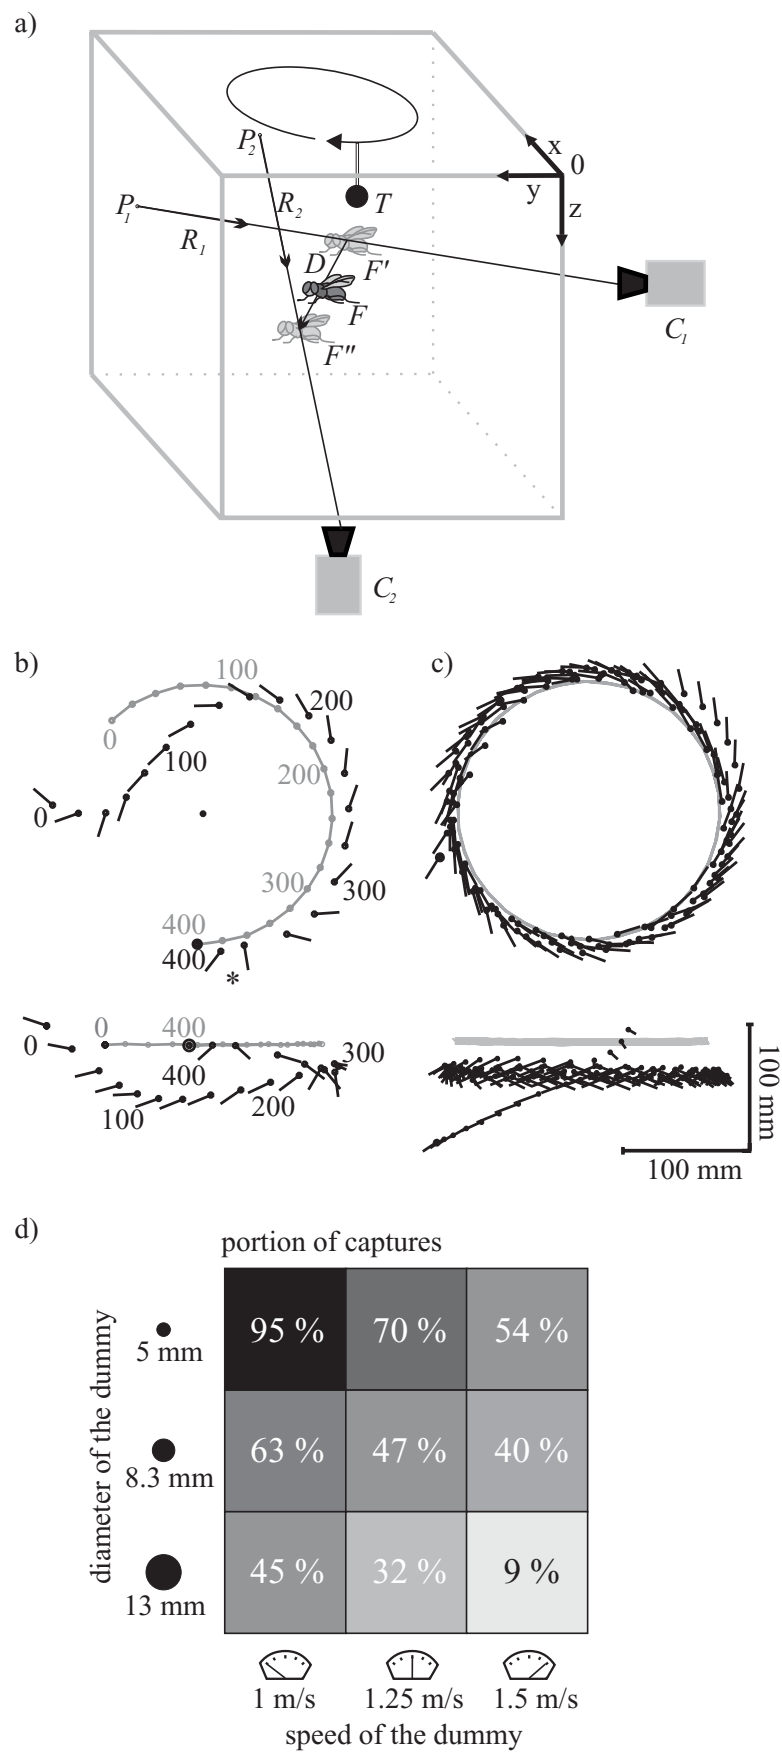 a)
x
0
y
z
P2
P1
R2
T
R1
D
F'
F
F''
C1
C2
b)
c)
100
200
0
100
200
0
300
300
400
400
*
0
400
0
300
400
200
100
100 mm
100 mm
d)
portion of captures
diameter of the dummy
5 mm
95 %
70 %
54 %
8.3 mm
63 %
47 %
40 %
13 mm
45 %
32 %
9 %
1 m/s
1.25 m/s
1.5 m/s
speed of the dummy